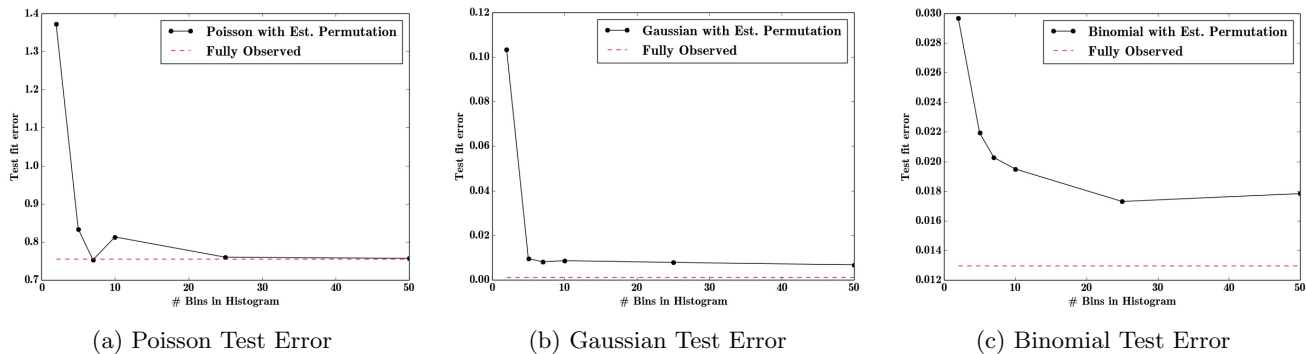 1.4
1.3
1.2
1.1
1.0
0.9
0.8
0.7
Test fit error
Poisson with Est. Permutation
Fully Observed
0 10 20 30 40 50
# Bins in Histogram
(a) Poisson Test Error
0.12
0.10
0.08
0.06
0.04
0.02
0.00
Test fit error
Gaussian with Est. Permutation
Fully Observed
0 10 20 30 40 50
# Bins in Histogram
(b) Gaussian Test Error
0.030
0.028
0.026
0.024
0.022
0.020
0.018
0.016
0.014
0.012
Test fit error
Binomial with Est. Permutation
Fully Observed
0 10 20 30 40 50
# Bins in Histogram
(c) Binomial Test Error